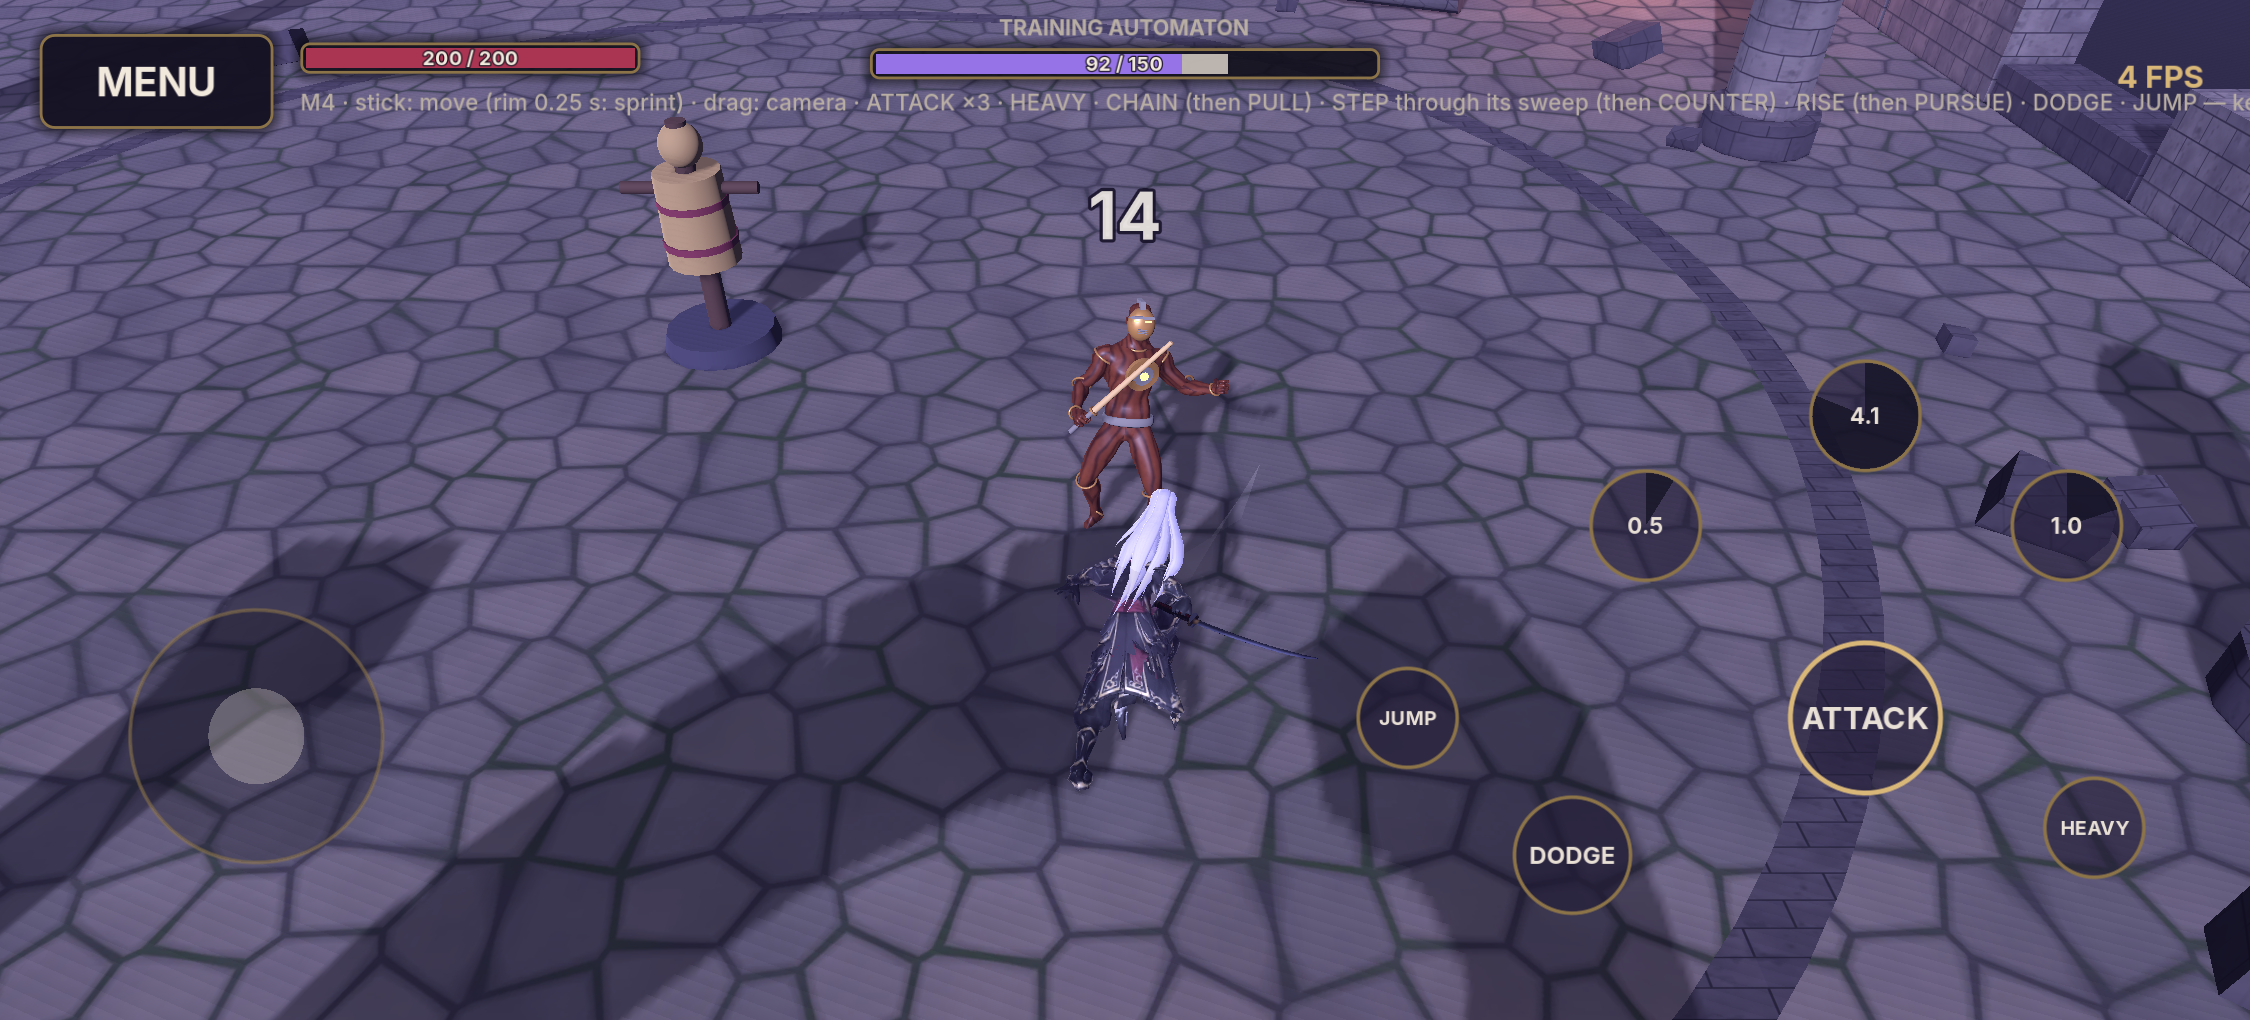 TRAINING AUTOMATON
MENU
200 / 200
92 / 150
4 FPS
M4 · stick: move (rim 0.25 s: sprint) · drag: camera · ATTACK ×3 · HEAVY · CHAIN (then PULL) · STEP through its sweep (then COUNTER) · RISE (then PURSUE) · DODGE · JUMP —
14
4.1
0.5
1.0
JUMP
ATTACK
HEAVY
DODGE